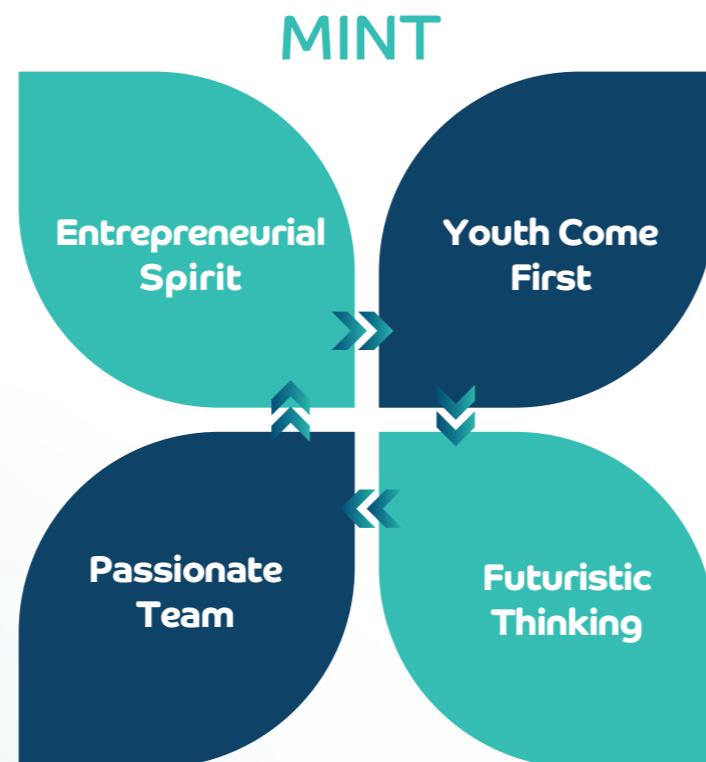 MINT
Entrepreneurial
Spirit
Youth Come
First
Passionate
Team
Futuristic
Thinking